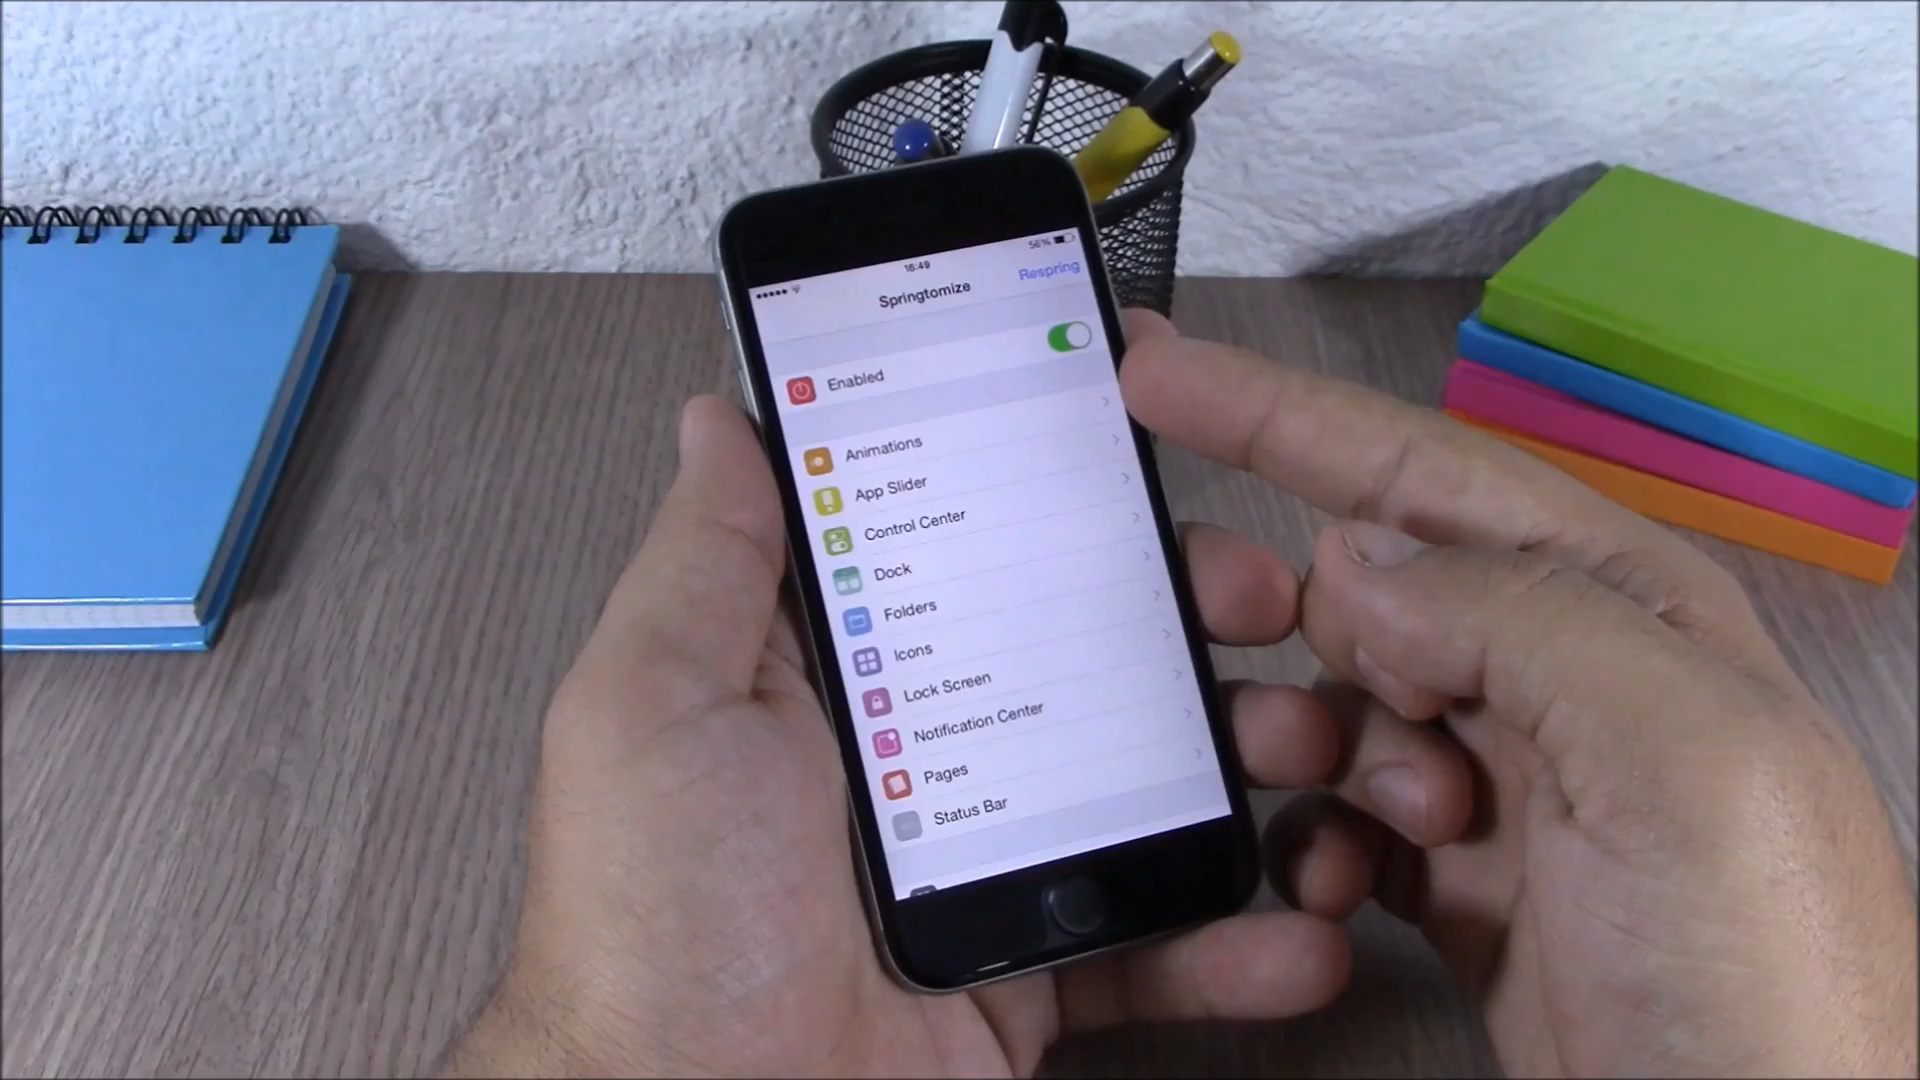 16:49
56%
Springtomize
Respring
Enabled
Animations
App Slider
Control Center
Dock
Folders
Icons
Lock Screen
Notification Center
Pages
Status Bar